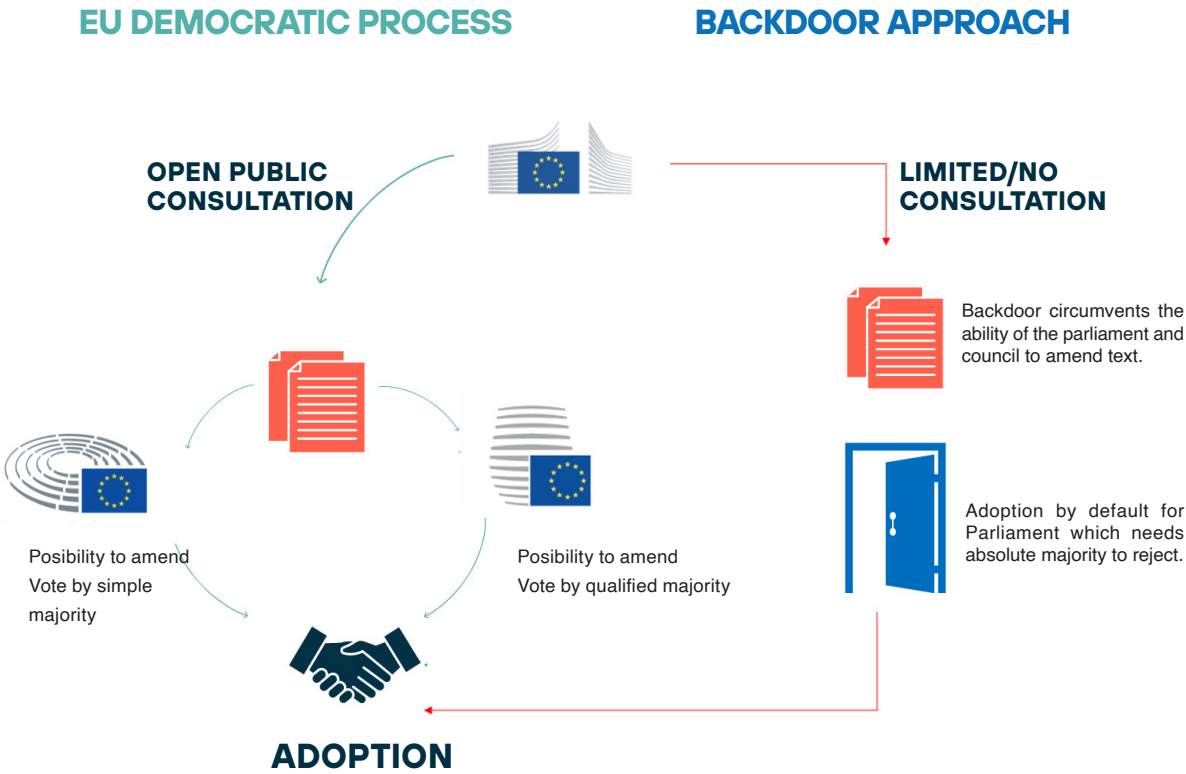 EU DEMOCRATIC PROCESS
BACKDOOR APPROACH
OPEN PUBLIC
CONSULTATION
LIMITED/NO
CONSULTATION
Backdoor circumvents the
ability of the parliament and
council to amend text.
Posibility to amend
Vote by simple
majority
Posibility to amend
Vote by qualified majority
Adoption by default for
Parliament which needs
absolute majority to reject.
ADOPTION